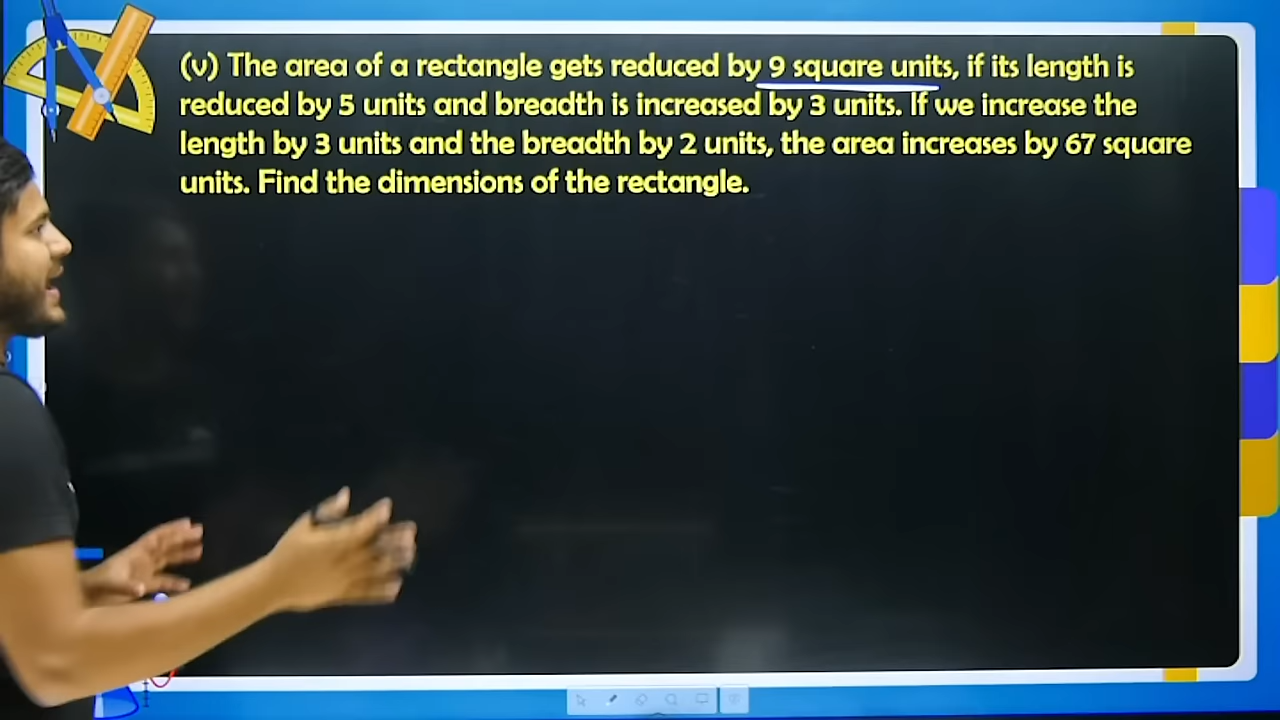 (v) The area of a rectangle gets reduced by 9 square units, if its length is
reduced by 5 units and breadth is increased by 3 units. If we increase the
length by 3 units and the breadth by 2 units, the area increases by 67 square
units. Find the dimensions of the rectangle.